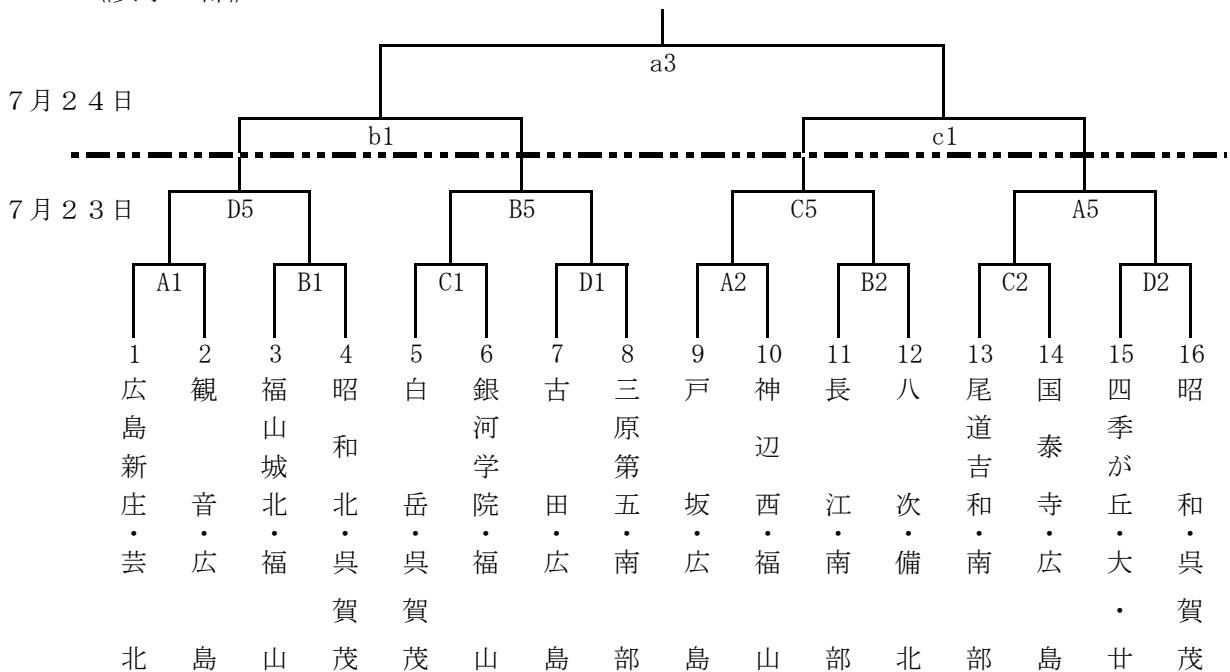 a3
7月24日
b1 c1
7月23日
D5 B5 C5 A5
A1 B1 C1 D1 A2 B2 C2 D2
1 2 3 4 5 6 7 8 9 10 11 12 13 14 15 16
広島新庄・芸北
観音・広島
福山城北・福山
昭和北・呉賀茂
白岳・呉賀茂
銀河学院・福山
古田・広島
三原第五・南部
戸坂・広島
神辺西・福山
長江・南部
八次・備北
尾道吉和・南部
国泰寺・広島
四季が丘・大・廿
昭和・呉賀茂